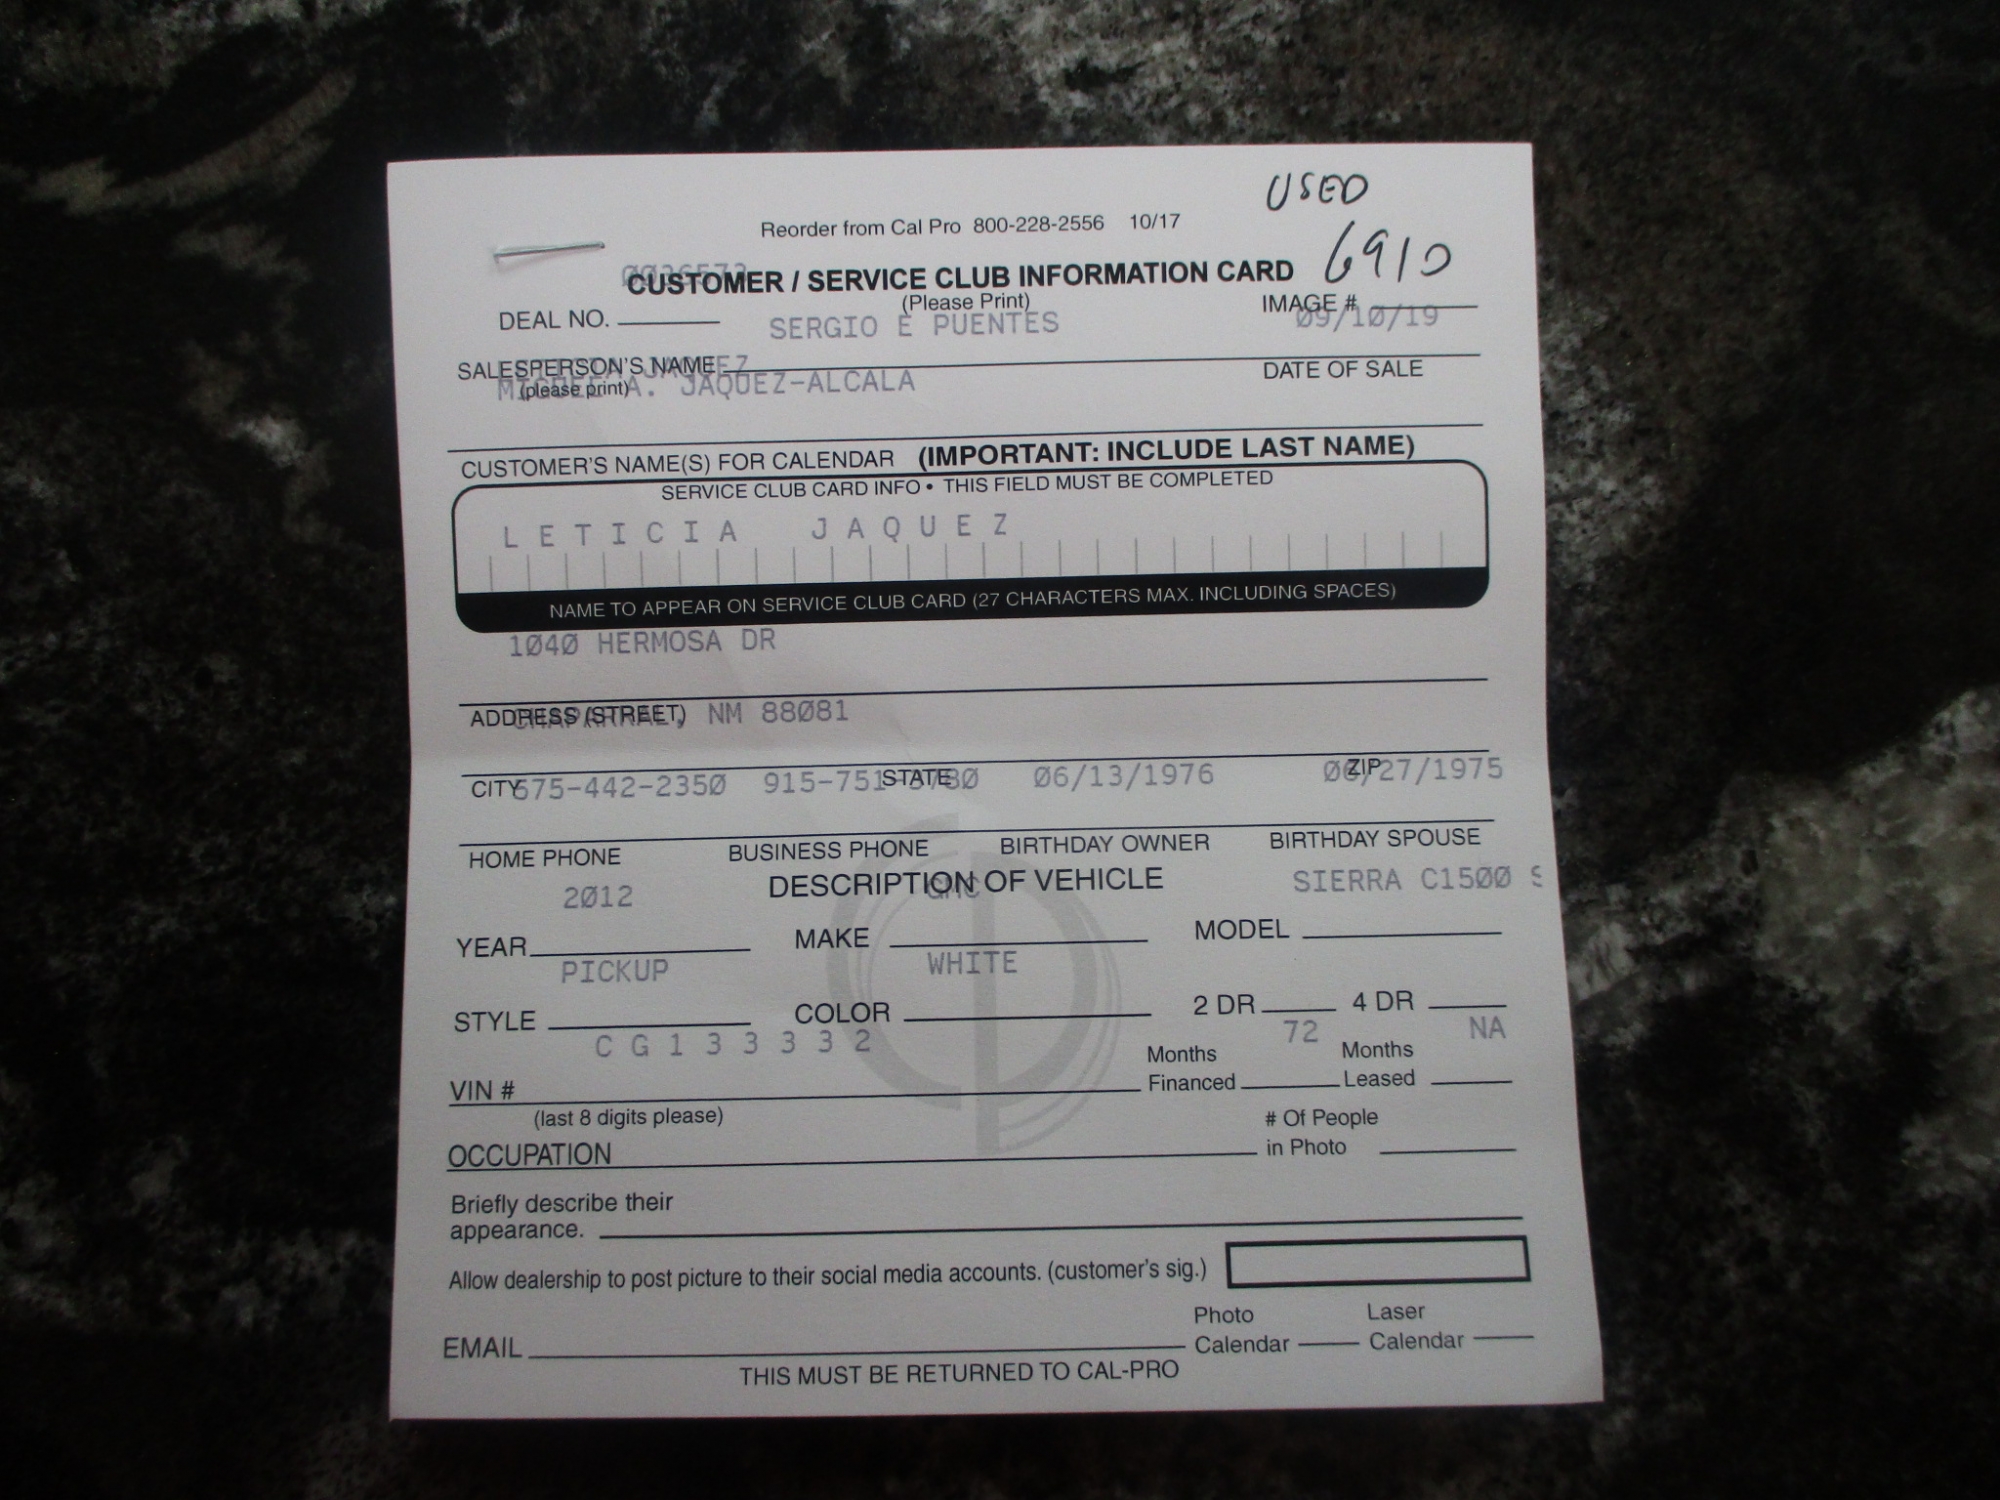 USED
Reorder from Cal Pro 800-228-2556 10/17
6910
CUSTOMER / SERVICE CLUB INFORMATION CARD
(Please Print)
DEAL NO. IMAGE #
SERGIO E PUENTES 09/10/19
SALESPERSON'S NAME DATE OF SALE
(please print) A. JAQUEZ-ALCALA
CUSTOMER'S NAME(S) FOR CALENDAR (IMPORTANT: INCLUDE LAST NAME)
SERVICE CLUB CARD INFO • THIS FIELD MUST BE COMPLETED
LETICIA JAQUEZ
NAME TO APPEAR ON SERVICE CLUB CARD (27 CHARACTERS MAX. INCLUDING SPACES)
1040 HERMOSA DR
ADDRESS (STREET) NM 88081
CITY STATE ZIP
575-442-2350 06/13/1976 06/27/1975
HOME PHONE BUSINESS PHONE BIRTHDAY OWNER BIRTHDAY SPOUSE
DESCRIPTION OF VEHICLE
2012 GMC SIERRA C1500 S
YEAR MAKE MODEL
PICKUP WHITE
STYLE COLOR 2 DR 4 DR
CG133332 72 NA
VIN # Months Financed Months Leased
(last 8 digits please)
OCCUPATION # Of People in Photo
Briefly describe their
appearance.
Allow dealership to post picture to their social media accounts. (customer's sig.)
EMAIL Photo Calendar Laser Calendar
THIS MUST BE RETURNED TO CAL-PRO